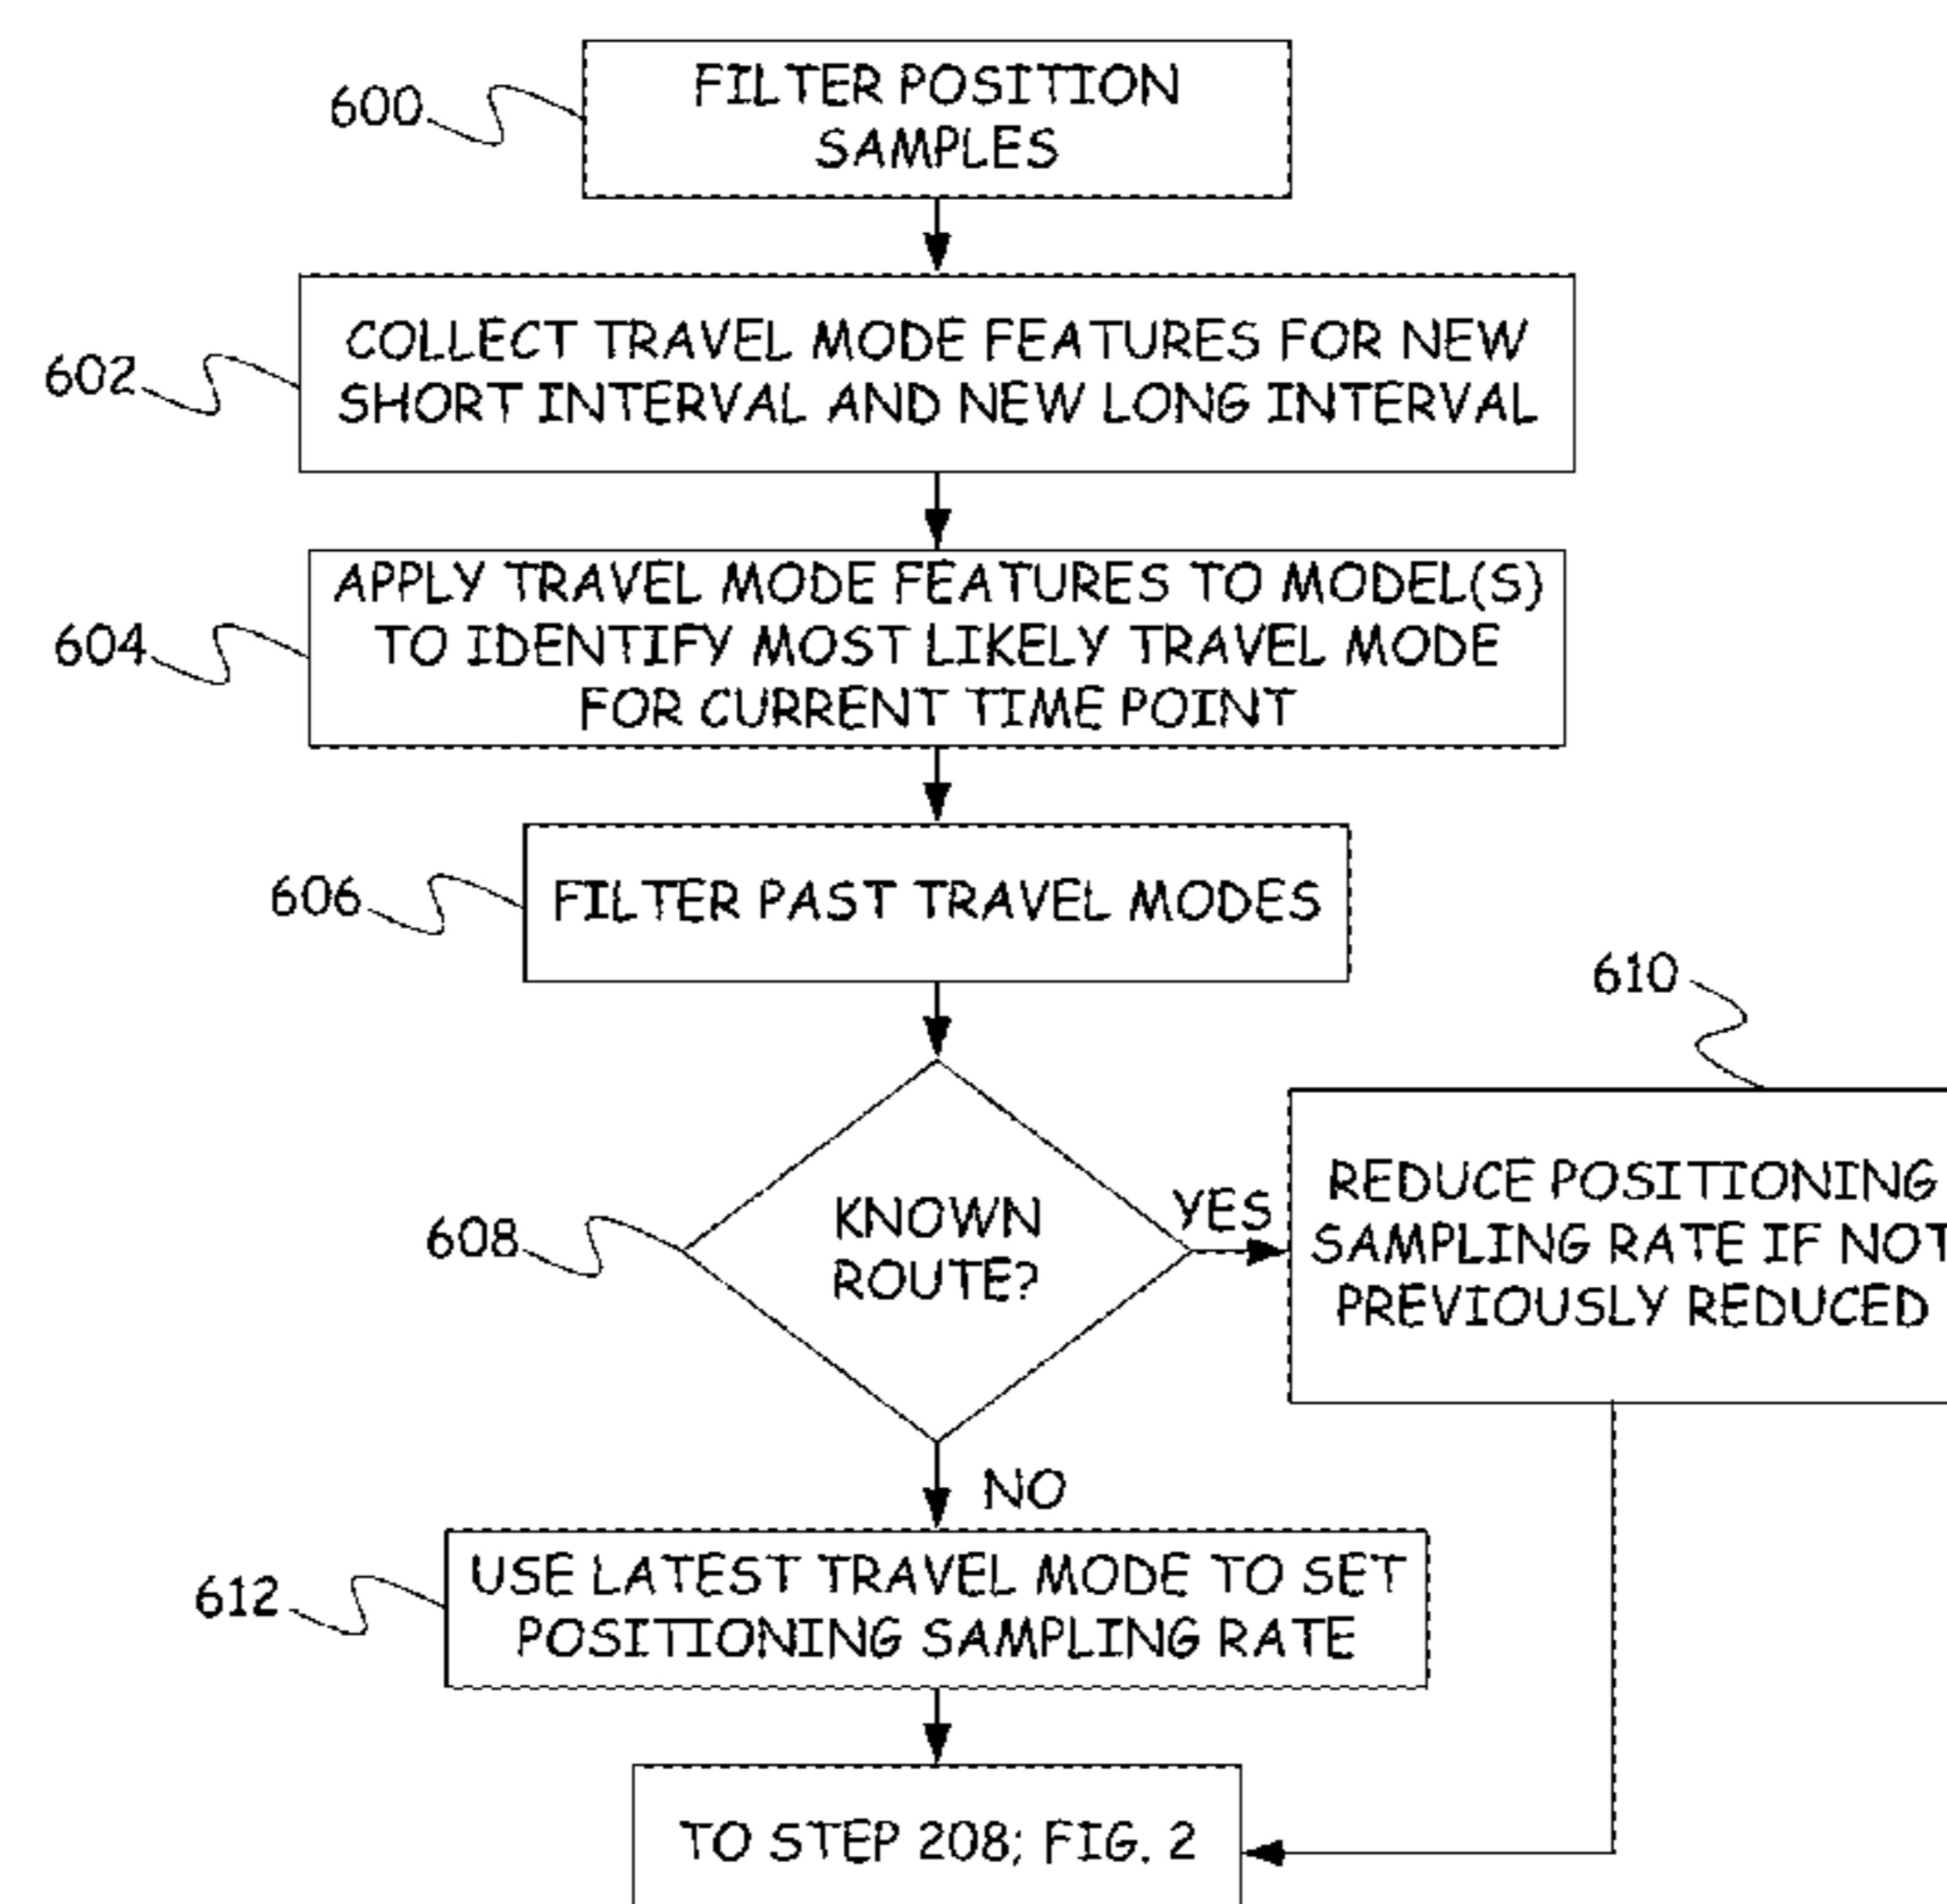 600
FILTER POSITION
SAMPLES
602
COLLECT TRAVEL MODE FEATURES FOR NEW
SHORT INTERVAL AND NEW LONG INTERVAL
604
APPLY TRAVEL MODE FEATURES TO MODEL(S)
TO IDENTIFY MOST LIKELY TRAVEL MODE
FOR CURRENT TIME POINT
606
FILTER PAST TRAVEL MODES
608
KNOWN
ROUTE?
YES
610
REDUCE POSITIONING
SAMPLING RATE IF NOT
PREVIOUSLY REDUCED
NO
612
USE LATEST TRAVEL MODE TO SET
POSITIONING SAMPLING RATE
TO STEP 208; FIG. 2